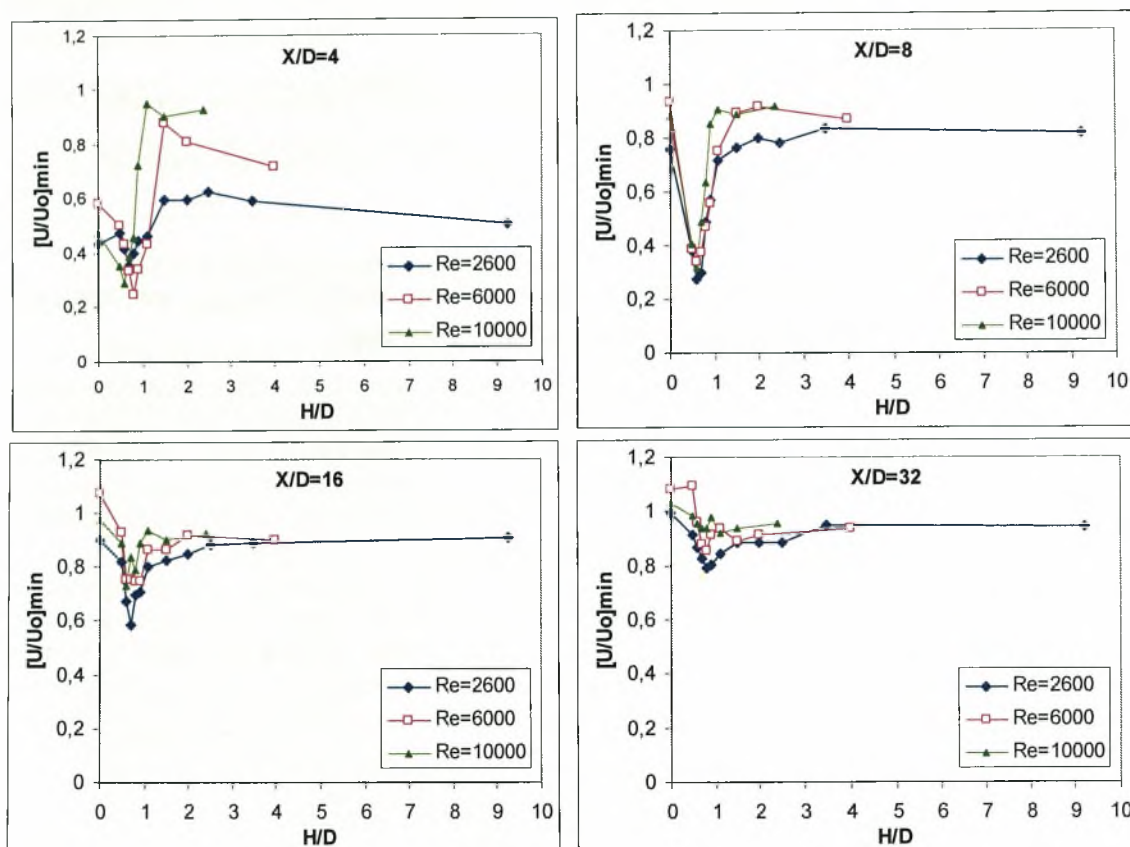 X/D=4
1,2
1
0,8
0,6
0,4
0,2
0
[U/Uo]min
0 1 2 3 4 5 6 7 8 9 10
H/D
Re=2600
Re=6000
Re=10000
X/D=8
1,2
1
0,8
0,6
0,4
0,2
0
[U/Uo]min
0 1 2 3 4 5 6 7 8 9 10
H/D
Re=2600
Re=6000
Re=10000
X/D=16
1,2
1
0,8
0,6
0,4
0,2
0
[U/Uo]min
0 1 2 3 4 5 6 7 8 9 10
H/D
Re=2600
Re=6000
Re=10000
X/D=32
1,2
1
0,8
0,6
0,4
0,2
0
[U/Uo]min
0 1 2 3 4 5 6 7 8 9 10
H/D
Re=2600
Re=6000
Re=10000